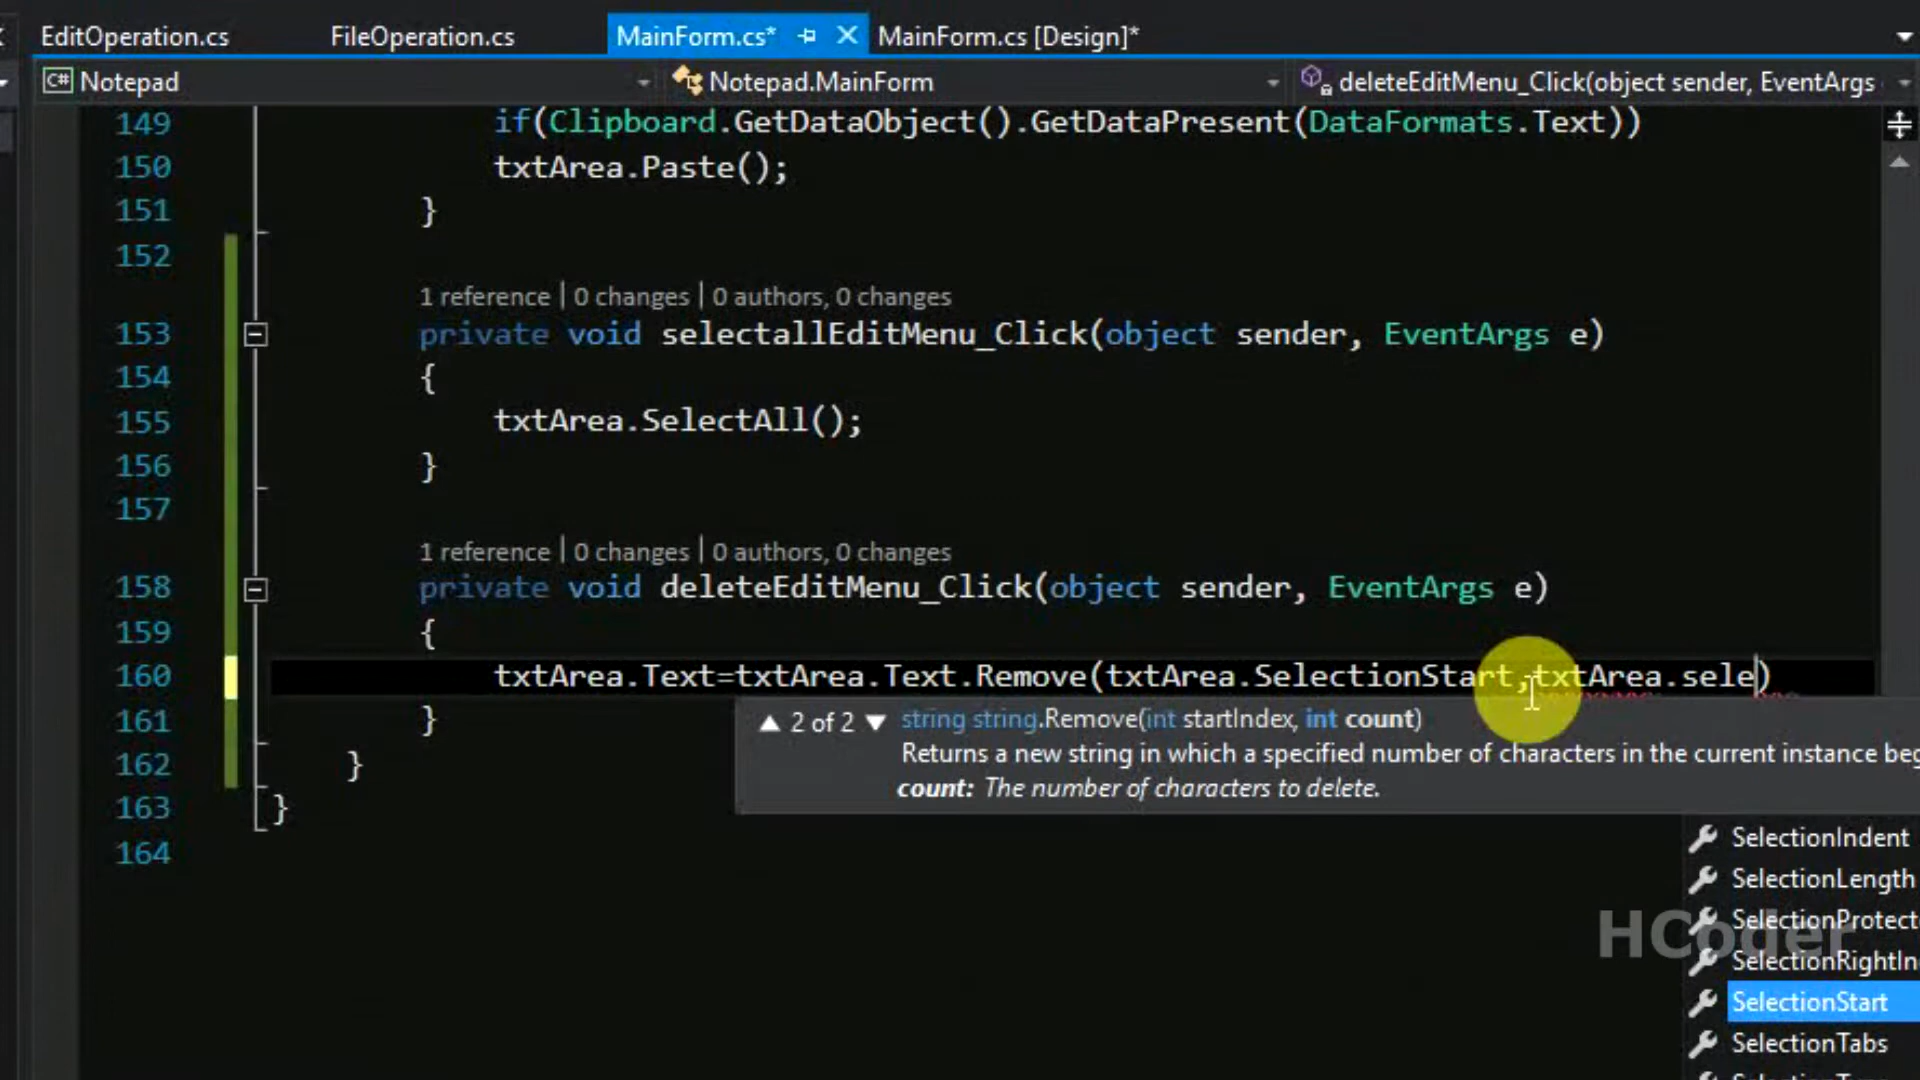 EditOperation.cs FileOperation.cs MainForm.cs* MainForm.cs [Design]*
C# Notepad Notepad.MainForm deleteEditMenu_Click(object sender, EventArgs
149 if(Clipboard.GetDataObject().GetDataPresent(DataFormats.Text))
150 txtArea.Paste();
151 }
152
1 reference | 0 changes | 0 authors, 0 changes
153 private void selectallEditMenu_Click(object sender, EventArgs e)
154 {
155 txtArea.SelectAll();
156 }
157
1 reference | 0 changes | 0 authors, 0 changes
158 private void deleteEditMenu_Click(object sender, EventArgs e)
159 {
160 txtArea.Text=txtArea.Text.Remove(txtArea.SelectionStart,txtArea.sele)
161 }
▲ 2 of 2 ▼ string string.Remove(int startIndex, int count)
Returns a new string in which a specified number of characters in the current instance beg
count: The number of characters to delete.
162 }
163 }
164
SelectionIndent
SelectionLength
SelectionProtect
SelectionRightIn
SelectionStart
SelectionTabs
HCoder